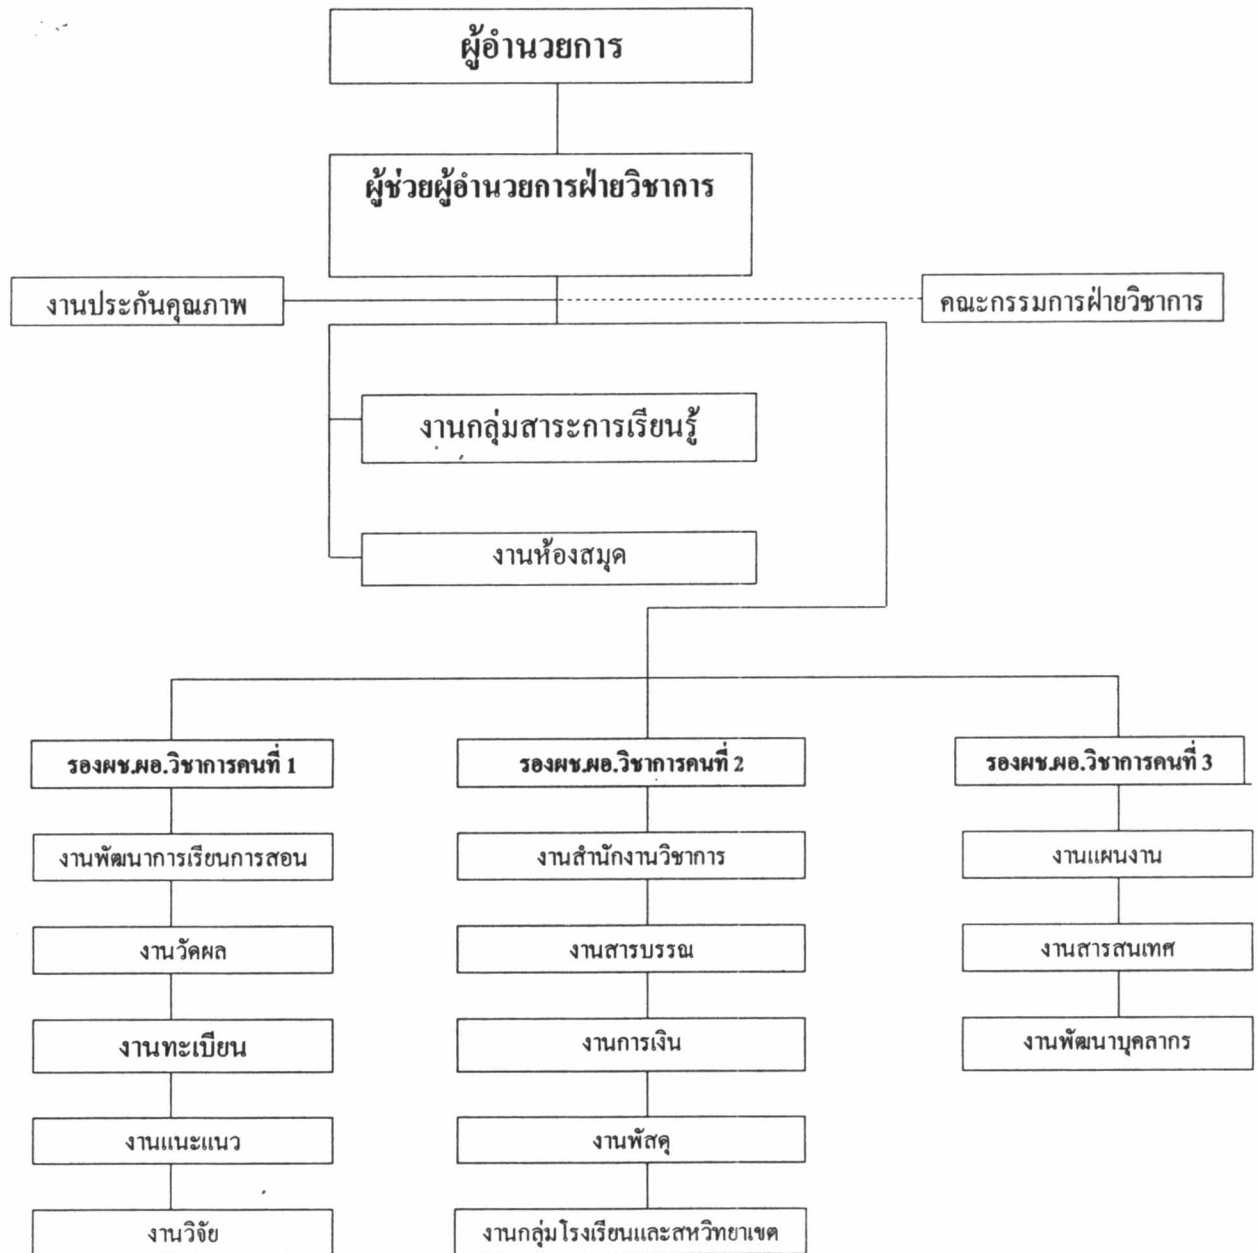 ผู้อำนวยการ
ผู้ช่วยผู้อำนวยการฝ่ายวิชาการ
งานประกันคุณภาพ
คณะกรรมการฝ่ายวิชาการ
งานกลุ่มสาระการเรียนรู้
งานห้องสมุด
รองผช.ผอ.วิชาการคนที่ 1
รองผช.ผอ.วิชาการคนที่ 2
รองผช.ผอ.วิชาการคนที่ 3
งานพัฒนาการเรียนการสอน
งานสำนักงานวิชาการ
งานแผนงาน
งานวัดผล
งานสารบรรณ
งานสารสนเทศ
งานทะเบียน
งานการเงิน
งานพัฒนาบุคลากร
งานแนะแนว
งานพัสดุ
งานวิจัย
งานกลุ่มโรงเรียนและสหวิทยาเขต